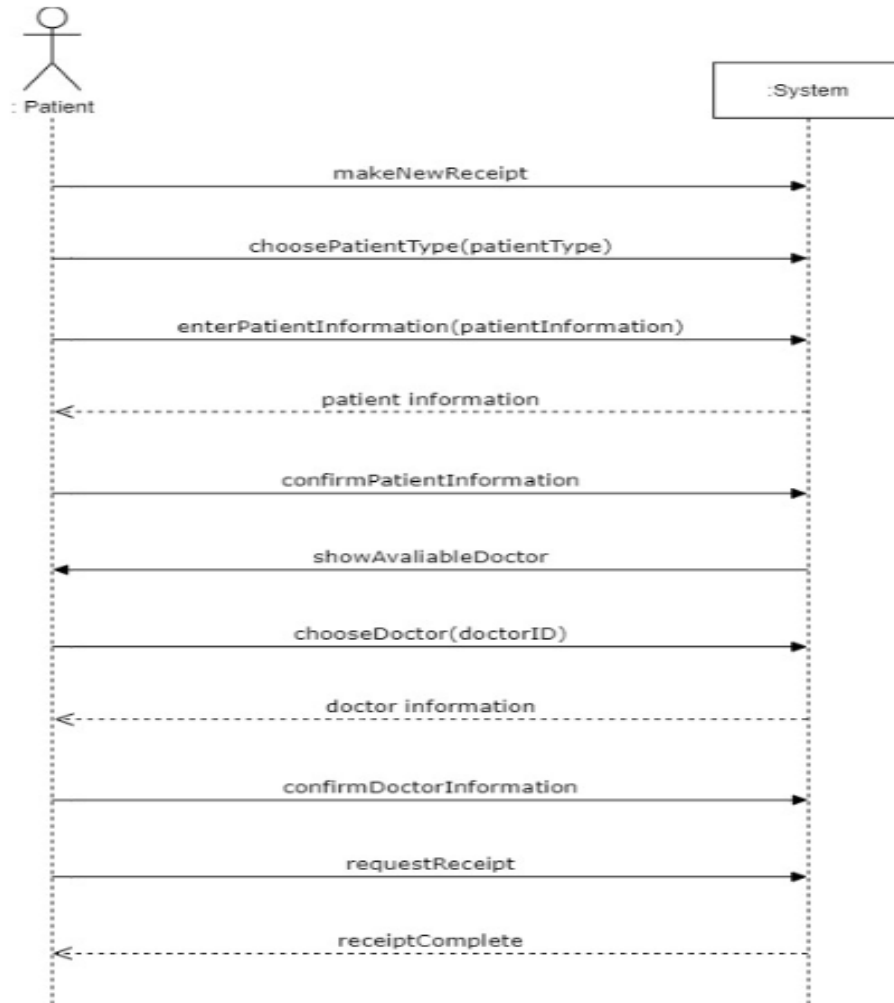 : Patient
:System
makeNewReceipt
choosePatientType(patientType)
enterPatientInformation(patientInformation)
patient information
confirmPatientInformation
showAvaliableDoctor
chooseDoctor(doctorID)
doctor information
confirmDoctorInformation
requestReceipt
receiptComplete